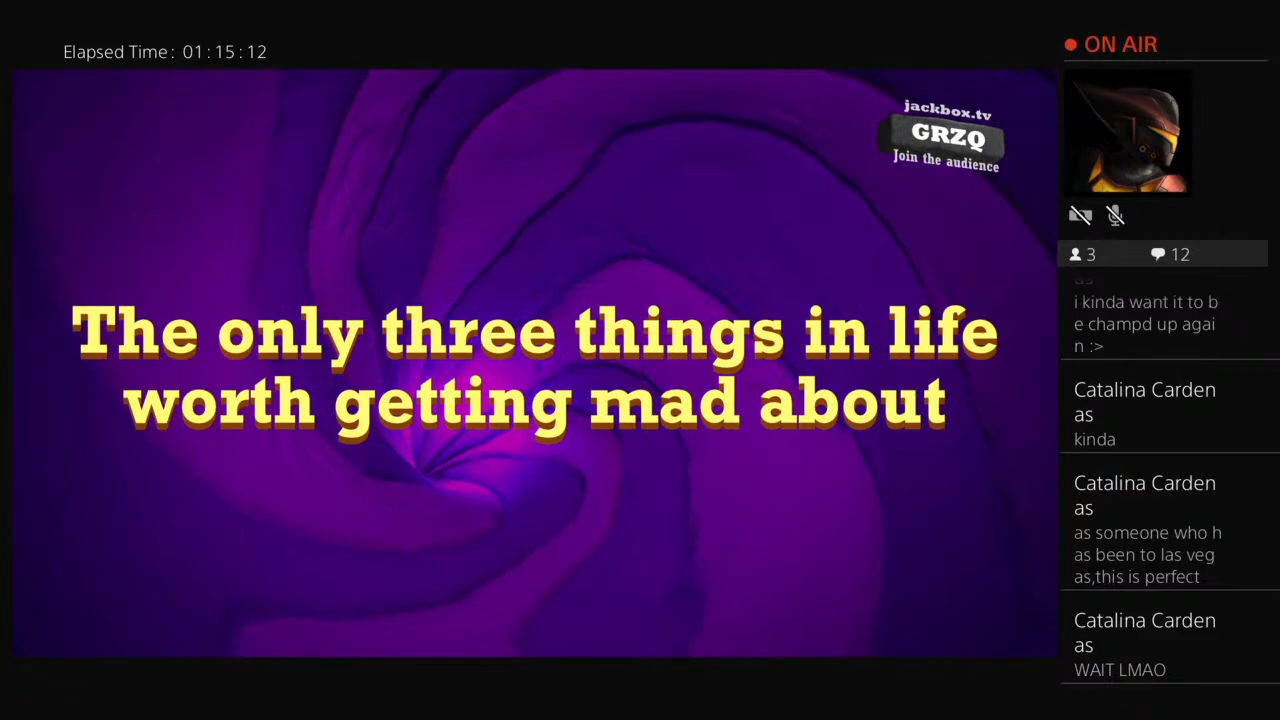 Elapsed Time: 01:15:12
ON AIR
jackbox.tv
GRZQ
Join the audience
3
12
The only three things in life
worth getting mad about
as
i kinda want it to b
e champd up agai
n :>
Catalina Carden
as
kinda
Catalina Carden
as
as someone who h
as been to las veg
as,this is perfect
Catalina Carden
as
WAIT LMAO